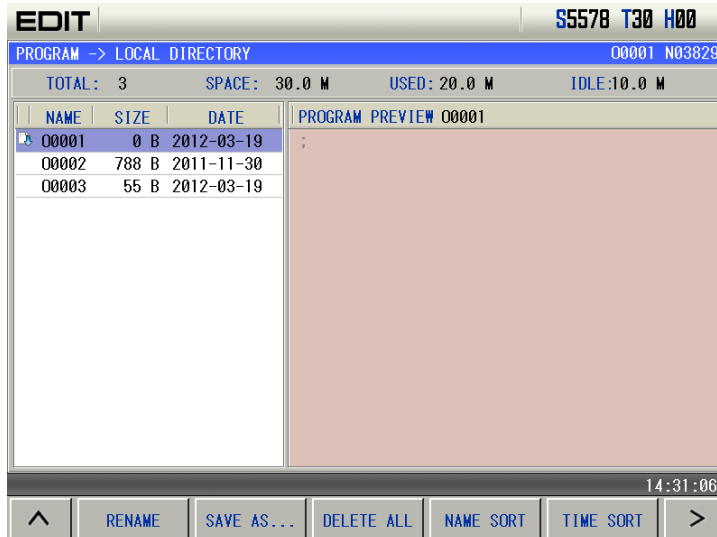 EDIT S5578 T30 H00
PROGRAM -> LOCAL DIRECTORY O0001 N03829
TOTAL: 3 SPACE: 30.0 M USED: 20.0 M IDLE:10.0 M
NAME SIZE DATE PROGRAM PREVIEW O0001
O0001 0 B 2012-03-19 ;
O0002 788 B 2011-11-30
O0003 55 B 2012-03-19
14:31:06
^ RENAME SAVE AS... DELETE ALL NAME SORT TIME SORT >